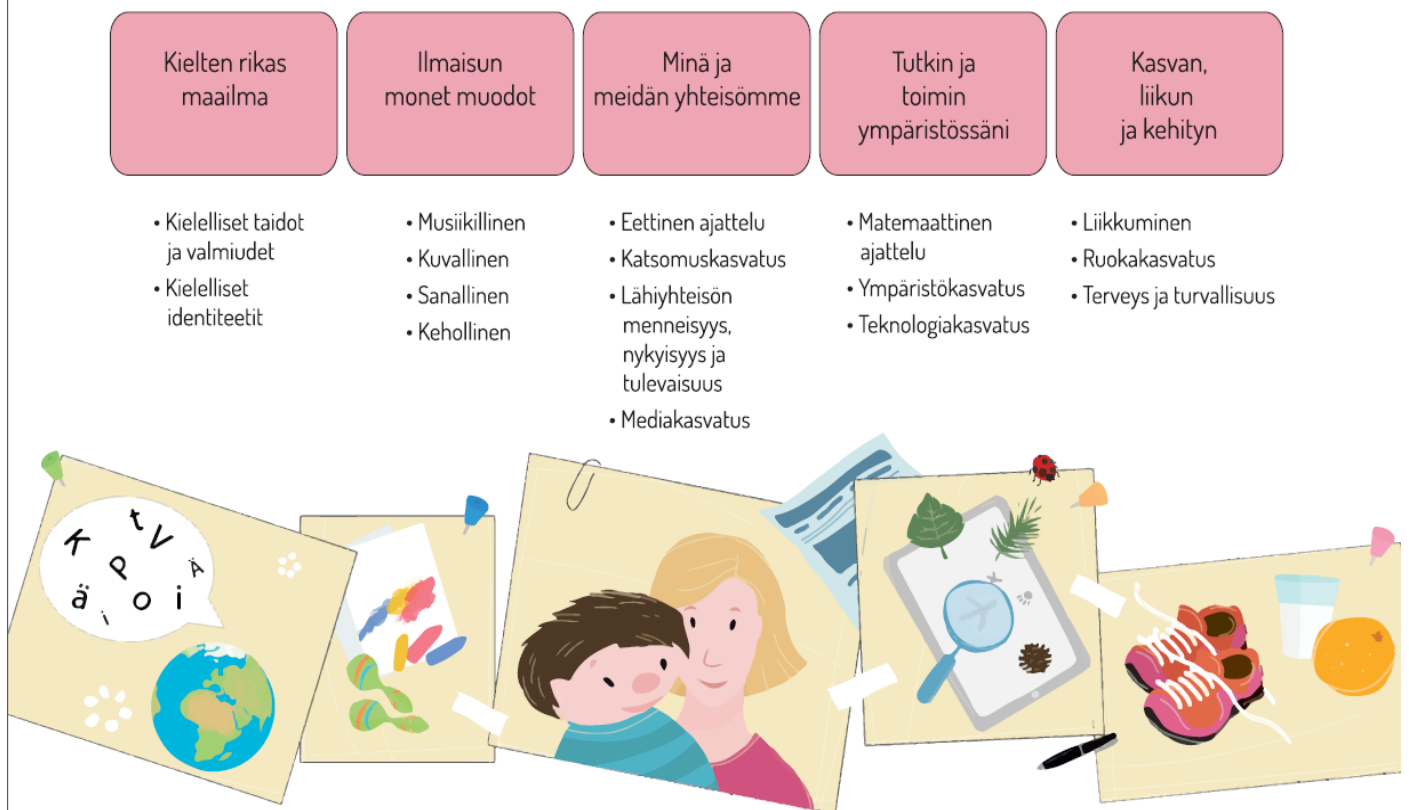 Kielten rikas
maailma
Ilmaisun
monet muodot
Minä ja
meidän yhteisömme
Tutkin ja
toimin
ympäristössäni
Kasvan,
liikun
ja kehityn
• Kielelliset taidot
ja valmiudet
• Kielelliset
identiteetit
• Musiikillinen
• Kuvallinen
• Sanallinen
• Kehollinen
• Eettinen ajattelu
• Katsomuskasvatus
• Lähiyhteisön
menneisyys,
nykyisyys ja
tulevaisuus
• Mediakasvatus
• Matemaattinen
ajattelu
• Ympäristökasvatus
• Teknologiakasvatus
• Liikkuminen
• Ruokakasvatus
• Terveys ja turvallisuus
K t V
P Ä
ä i o i